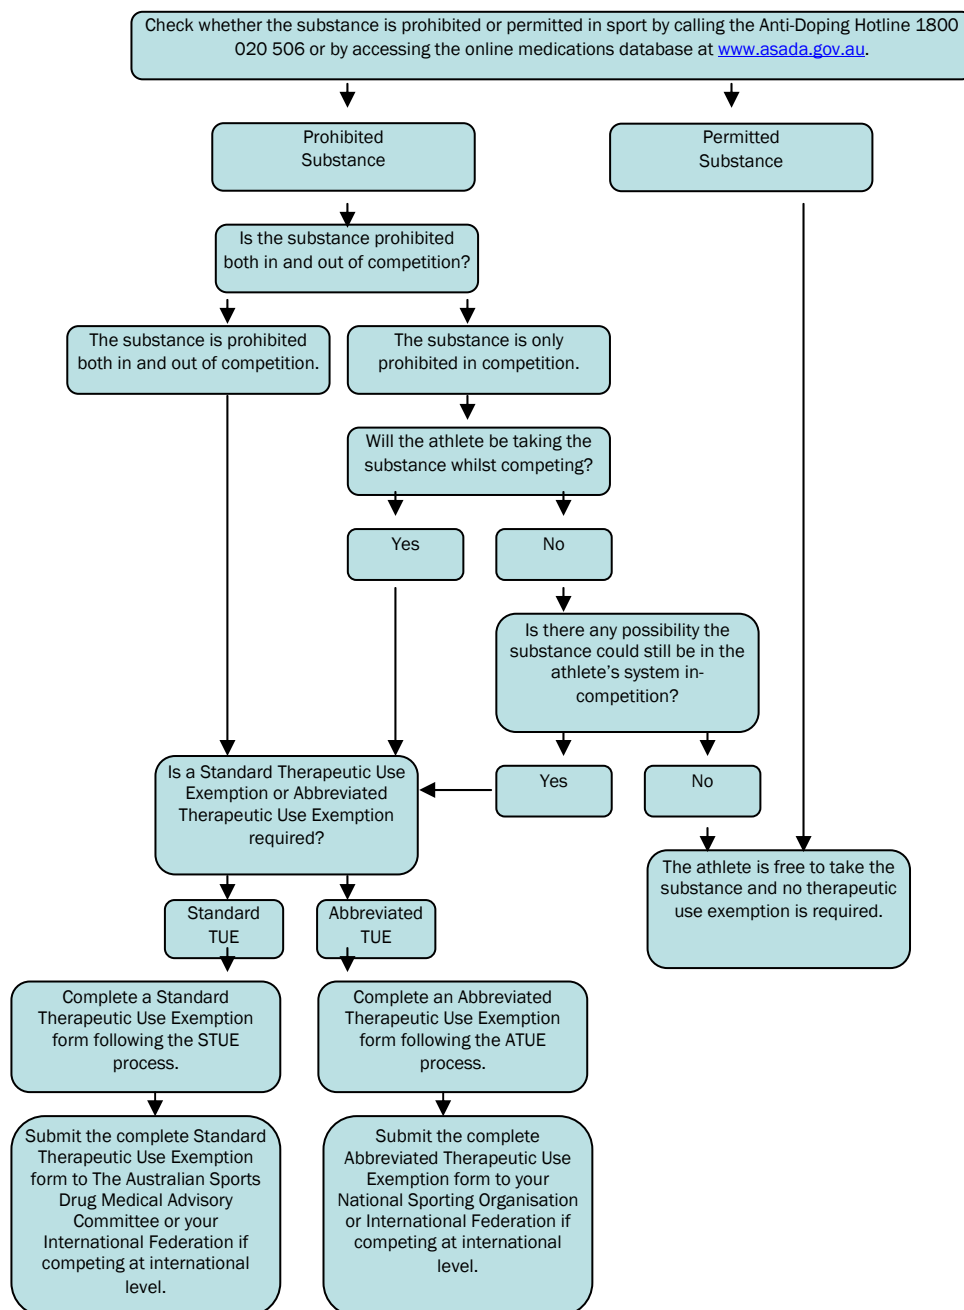 Check whether the substance is prohibited or permitted in sport by calling the Anti-Doping Hotline 1800
020 506 or by accessing the online medications database at www.asada.gov.au.
Prohibited
Substance
Permitted
Substance
Is the substance prohibited
both in and out of competition?
The substance is prohibited
both in and out of competition.
The substance is only
prohibited in competition.
Will the athlete be taking the
substance whilst competing?
Yes
No
Is there any possibility the
substance could still be in the
athlete’s system in-
competition?
Is a Standard Therapeutic Use
Exemption or Abbreviated
Therapeutic Use Exemption
required?
Yes
No
The athlete is free to take the
substance and no therapeutic
use exemption is required.
Standard
TUE
Abbreviated
TUE
Complete a Standard
Therapeutic Use Exemption
form following the STUE
process.
Complete an Abbreviated
Therapeutic Use Exemption
form following the ATUE
process.
Submit the complete Standard
Therapeutic Use Exemption
form to The Australian Sports
Drug Medical Advisory
Committee or your
International Federation if
competing at international
level.
Submit the complete
Abbreviated Therapeutic Use
Exemption form to your
National Sporting Organisation
or International Federation if
competing at international
level.